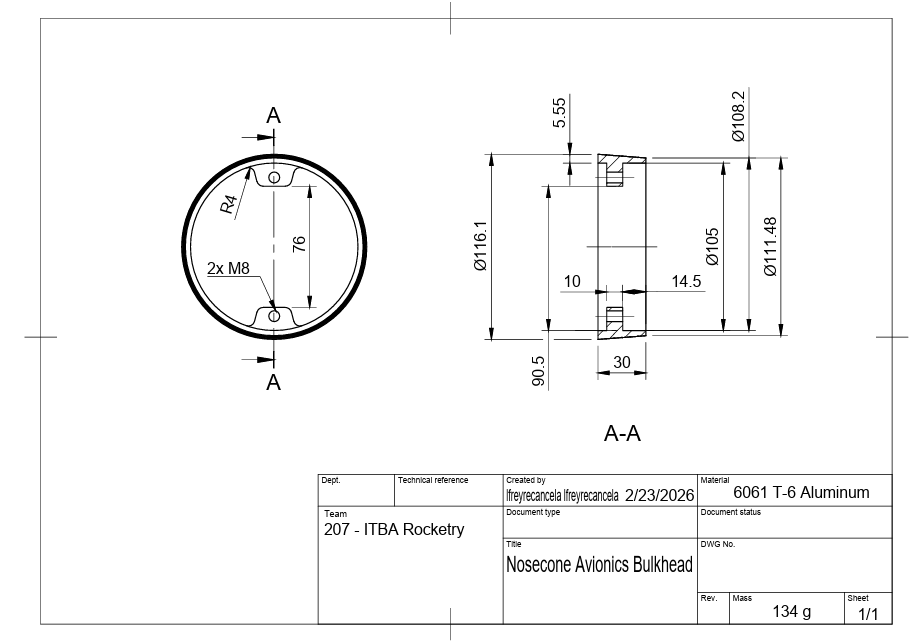 A
R4
76
2x M8
A
5.55
Ø108.2
Ø116.1
Ø105
Ø111.48
10
14.5
90.5
30
A-A
Dept.
Technical reference
Created by
lfreyrecancela lfreyrecancela 2/23/2026
Material
6061 T-6 Aluminum
Team
207 - ITBA Rocketry
Document type
Document status
Title
Nosecone Avionics Bulkhead
DWG No.
Rev.
Mass
134 g
Sheet
1/1